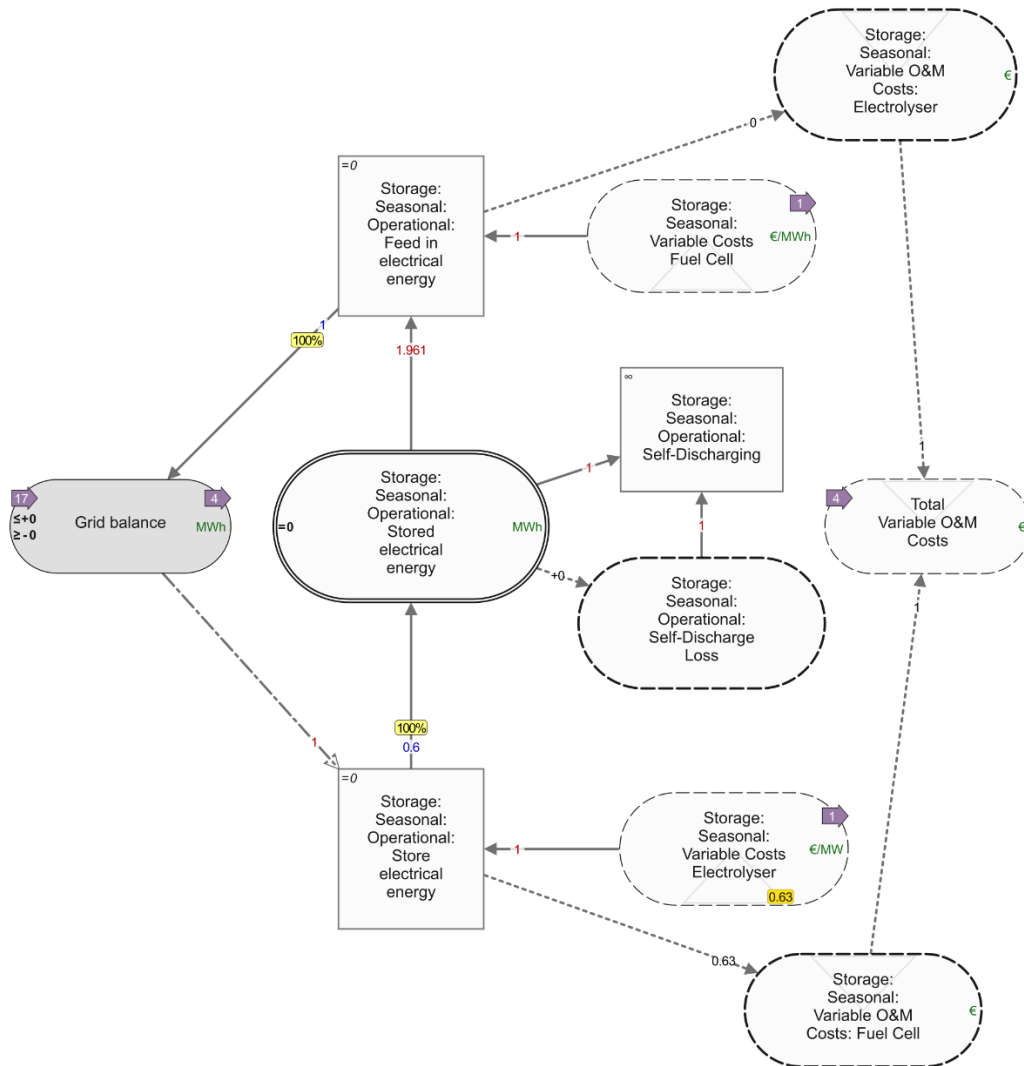 Storage:
Seasonal:
Variable O&M
Costs:
Electrolyser
€
0
=0
Storage:
Seasonal:
Operational:
Feed in
electrical
energy
1
Storage:
Seasonal:
Variable Costs
Fuel Cell
1
€/MWh
1
100%
1.961
∞
Storage:
Seasonal:
Operational:
Self-Discharging
1
17
≤+0
≥-0
Grid balance
4
MWh
=0
Storage:
Seasonal:
Operational:
Stored
electrical
energy
MWh
1
+0
Storage:
Seasonal:
Operational:
Self-Discharge
Loss
1
4
Total
Variable O&M
Costs
€
1
100%
0.6
1
=0
Storage:
Seasonal:
Operational:
Store
electrical
energy
1
Storage:
Seasonal:
Variable Costs
Electrolyser
1
€/MW
0.63
0.63
Storage:
Seasonal:
Variable O&M
Costs: Fuel Cell
€